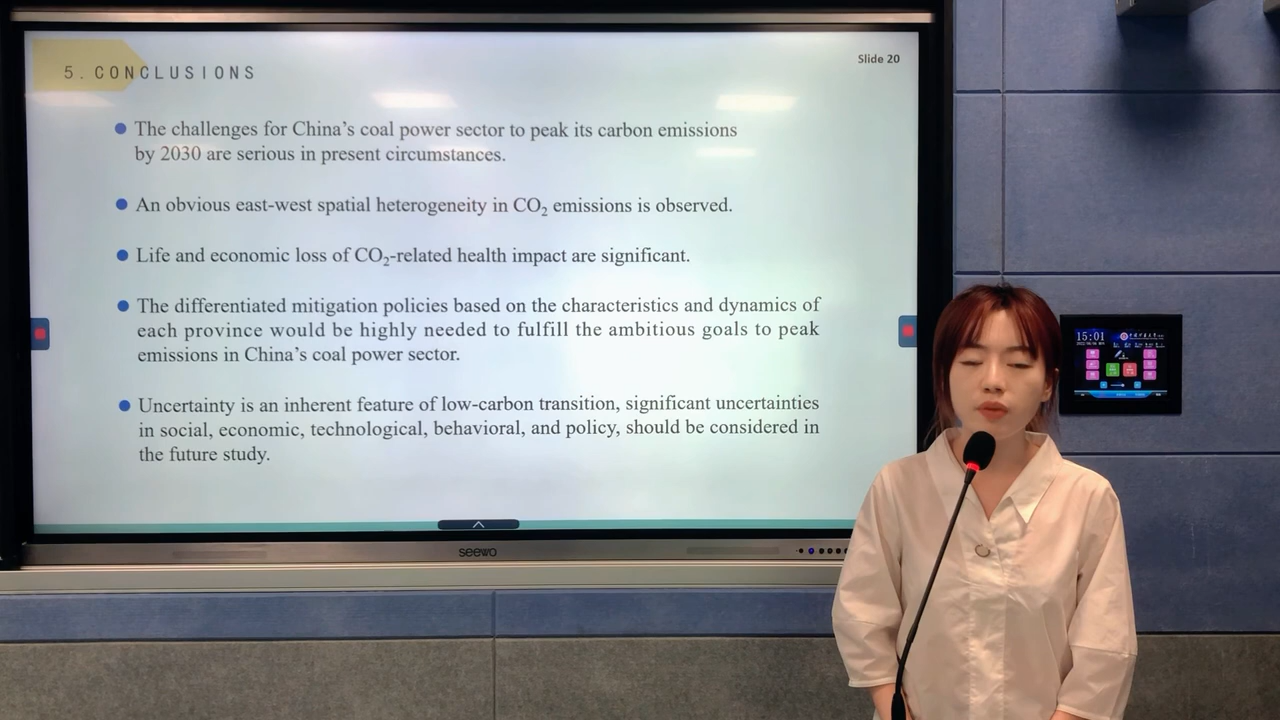 5. CONCLUSIONS
Slide 20
The challenges for China's coal power sector to peak its carbon emissions
by 2030 are serious in present circumstances.
An obvious east-west spatial heterogeneity in CO₂ emissions is observed.
Life and economic loss of CO₂-related health impact are significant.
The differentiated mitigation policies based on the characteristics and dynamics of
each province would be highly needed to fulfill the ambitious goals to peak
emissions in China's coal power sector.
Uncertainty is an inherent feature of low-carbon transition, significant uncertainties
in social, economic, technological, behavioral, and policy, should be considered in
the future study.
seewo
15:01